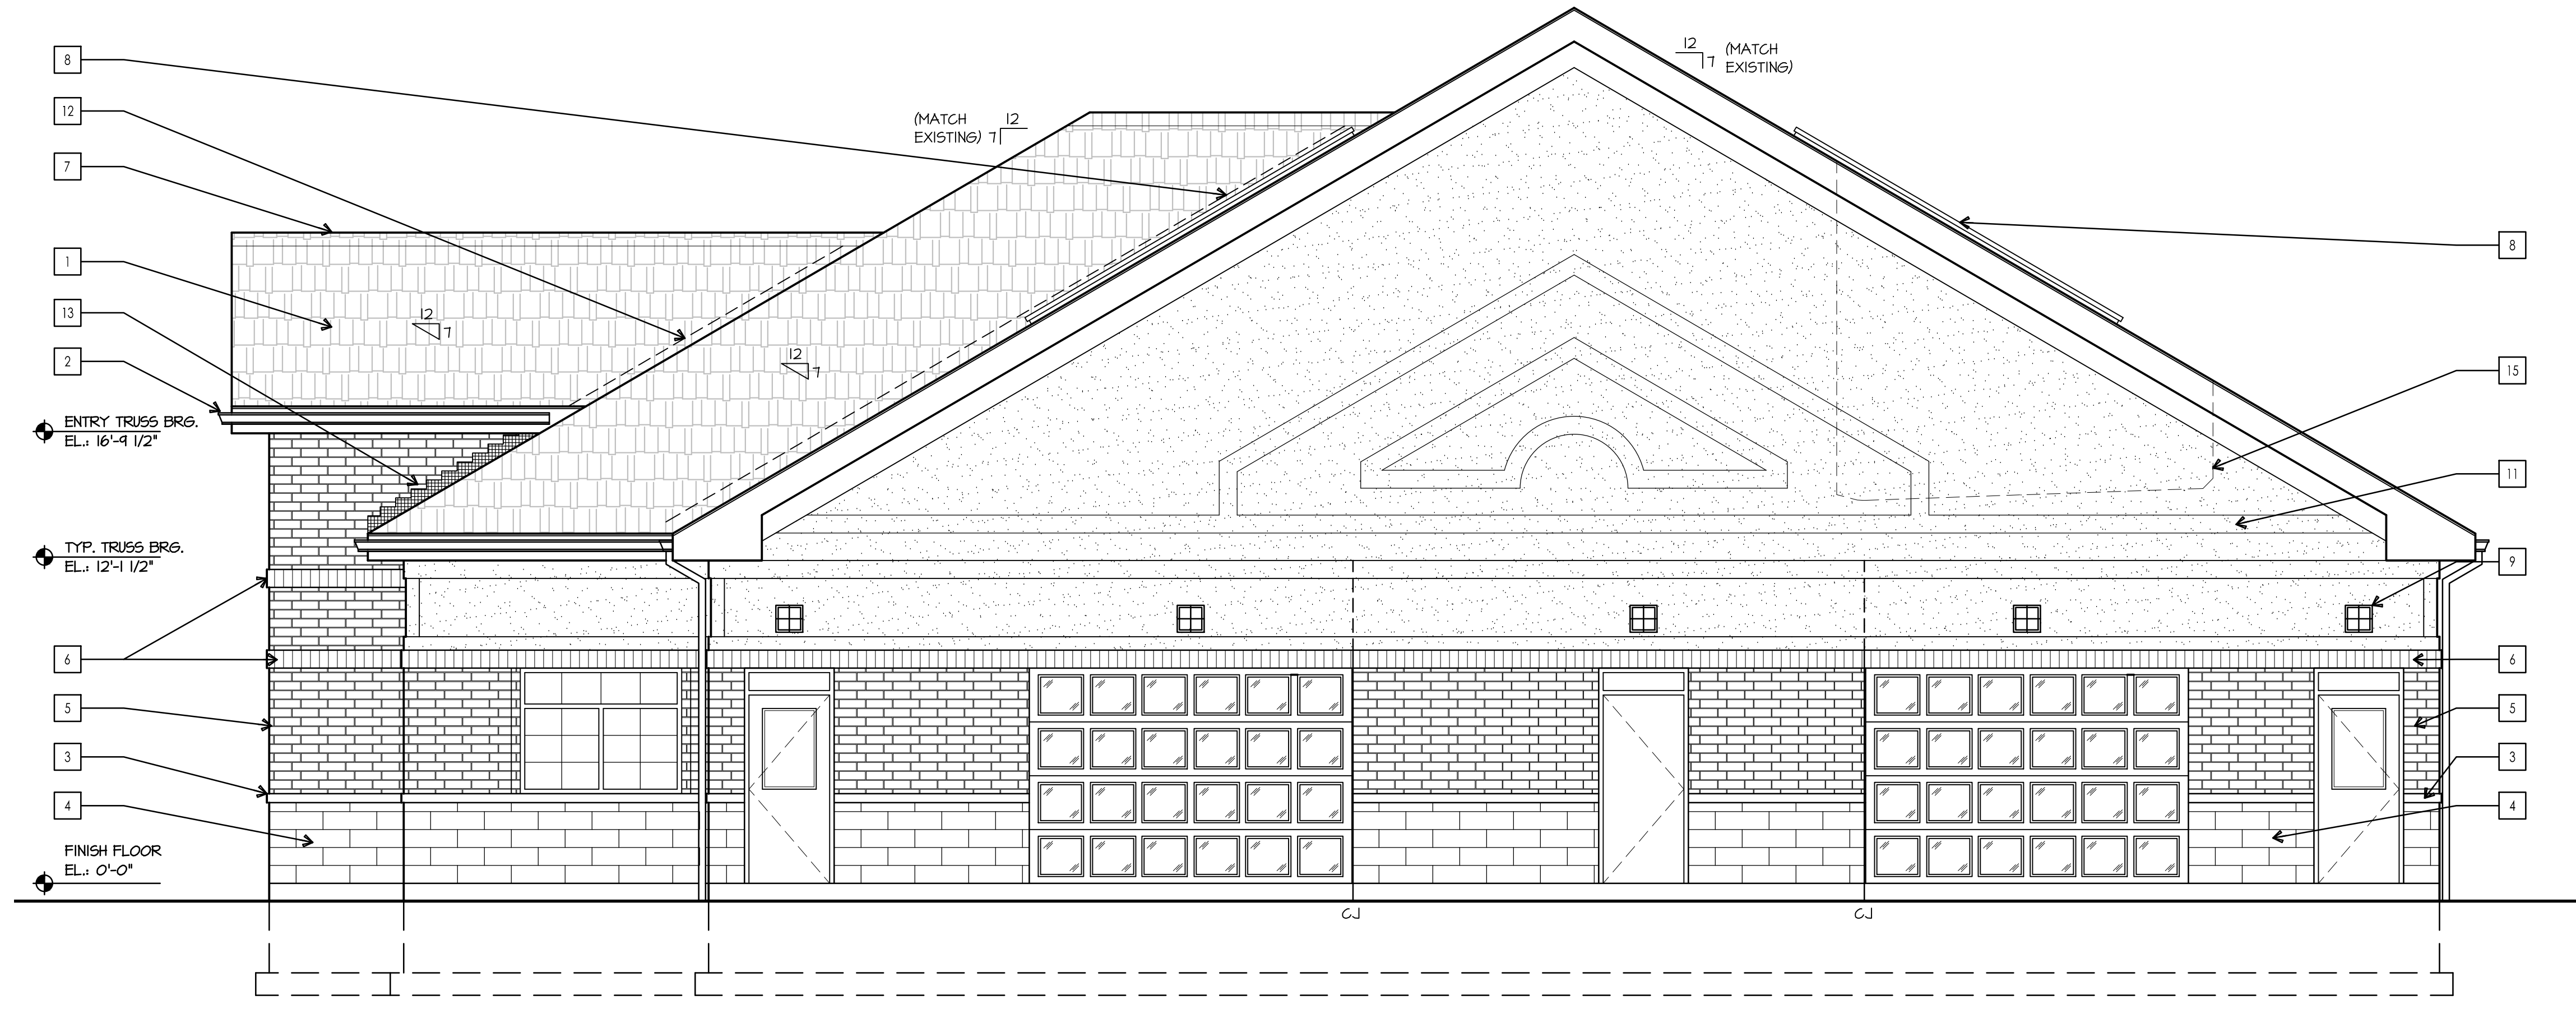 8
12
7
1
13
2
ENTRY TRUSS BRG.
EL.: 16'-9 1/2"
TYP. TRUSS BRG.
EL.: 12'-1 1/2"
6
5
3
4
FINISH FLOOR
EL.: 0'-0"
(MATCH
EXISTING)
12
7
12
7
(MATCH
EXISTING)
12
7
12
7
8
15
11
9
6
5
3
4
CJ
CJ